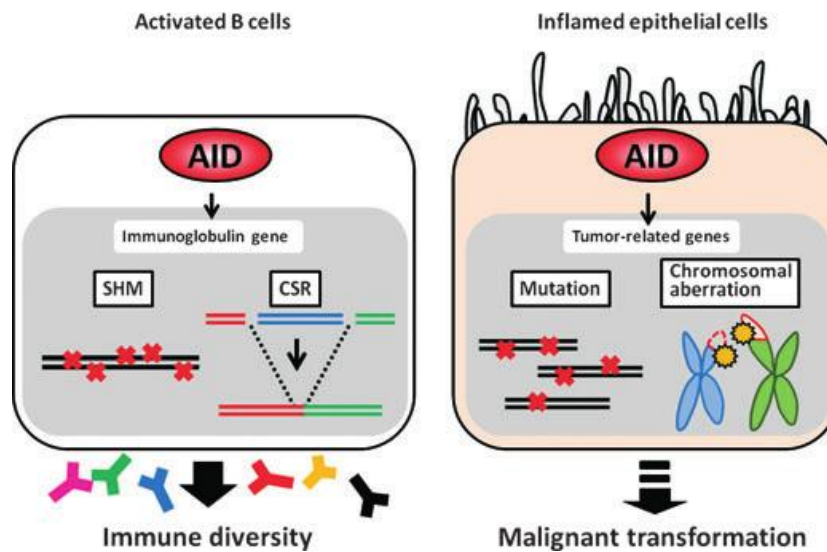 Activated B cells
AID
Immunoglobulin gene
SHM
CSR
Immune diversity
Inflamed epithelial cells
AID
Tumor-related genes
Mutation
Chromosomal
aberration
Malignant transformation